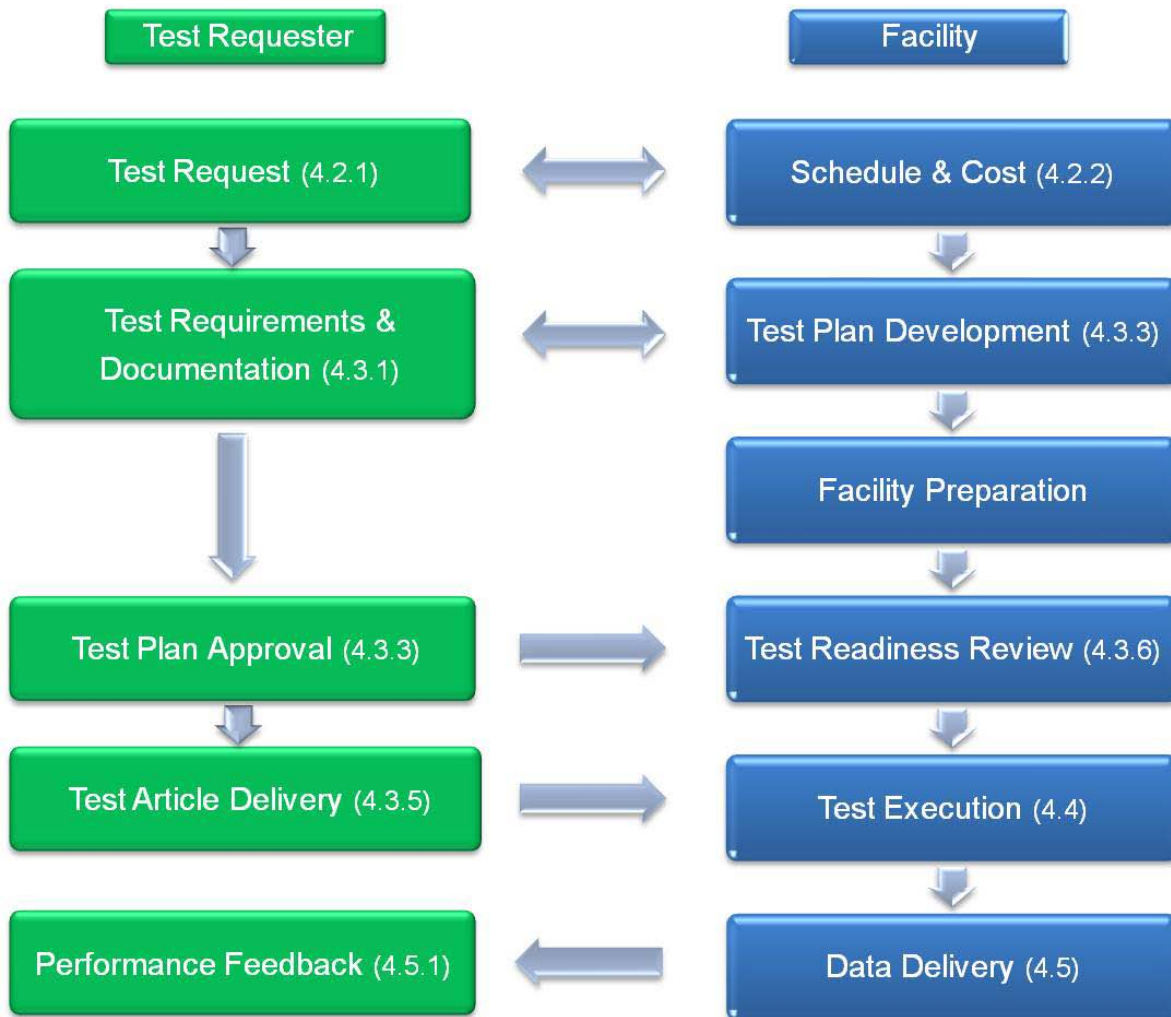 Test Requester
Facility
Test Request (4.2.1)
Schedule & Cost (4.2.2)
Test Requirements &
Documentation (4.3.1)
Test Plan Development (4.3.3)
Facility Preparation
Test Plan Approval (4.3.3)
Test Readiness Review (4.3.6)
Test Article Delivery (4.3.5)
Test Execution (4.4)
Performance Feedback (4.5.1)
Data Delivery (4.5)